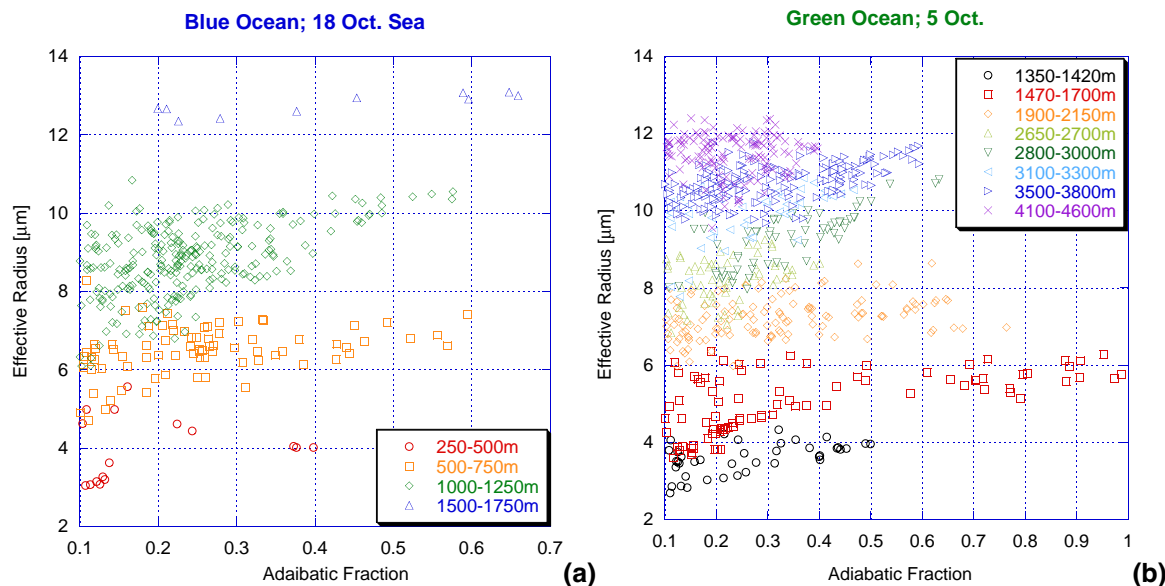 Blue Ocean; 18 Oct. Sea
14
12
10
8
6
4
2
0.1 0.2 0.3 0.4 0.5 0.6 0.7
Effective Radius [µm]
Adaibatic Fraction
250-500m
500-750m
1000-1250m
1500-1750m
(a)
Green Ocean; 5 Oct.
14
12
10
8
6
4
2
0.1 0.2 0.3 0.4 0.5 0.6 0.7 0.8 0.9 1
Effective Radius [µm]
Adiabatic Fraction
1350-1420m
1470-1700m
1900-2150m
2650-2700m
2800-3000m
3100-3300m
3500-3800m
4100-4600m
(b)